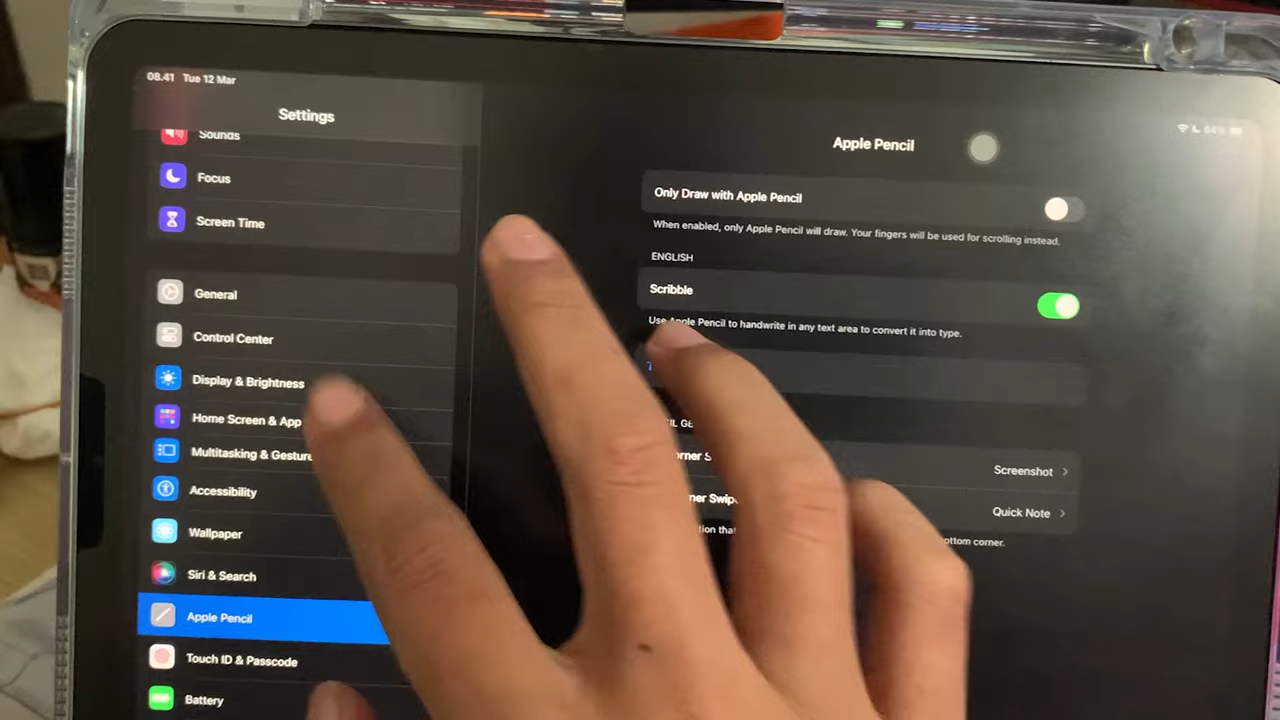 08.41 Tue 12 Mar
84%
Settings
Sounds
Focus
Screen Time
General
Control Center
Display & Brightness
Home Screen & App
Multitasking & Gesture
Accessibility
Wallpaper
Siri & Search
Apple Pencil
Touch ID & Passcode
Battery
Apple Pencil
Only Draw with Apple Pencil
When enabled, only Apple Pencil will draw. Your fingers will be used for scrolling instead.
ENGLISH
Scribble
Use Apple Pencil to handwrite in any text area to convert it into type.
Screenshot
Quick Note
corner.